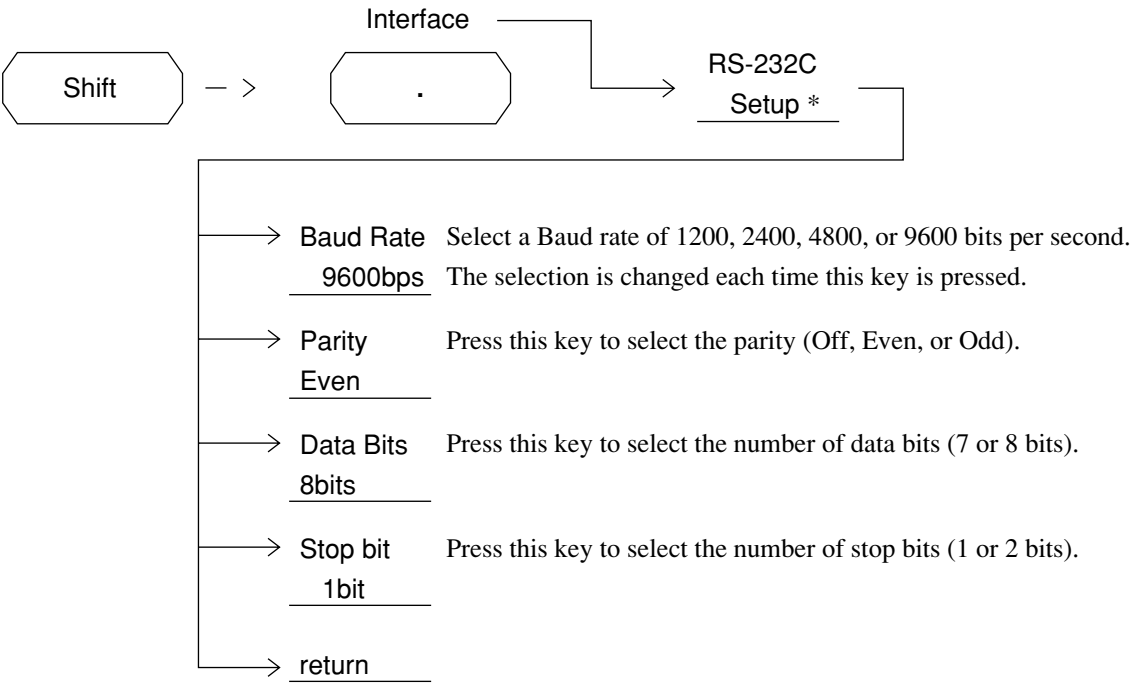 Interface
Shift
.
RS-232C
Setup *
Baud Rate Select a Baud rate of 1200, 2400, 4800, or 9600 bits per second.
9600bps The selection is changed each time this key is pressed.
Parity Press this key to select the parity (Off, Even, or Odd).
Even
Data Bits Press this key to select the number of data bits (7 or 8 bits).
8bits
Stop bit Press this key to select the number of stop bits (1 or 2 bits).
1bit
return